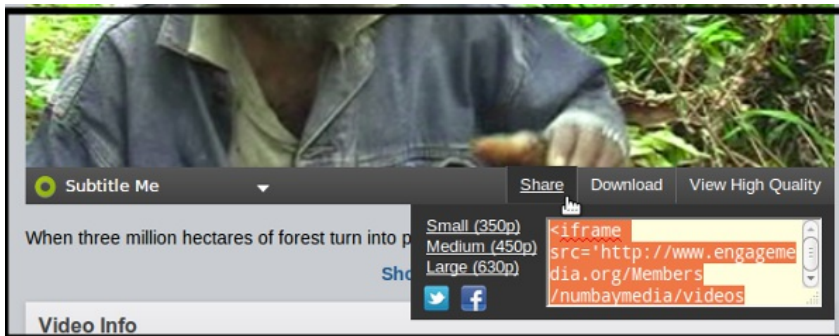 Subtitle Me
Share Download View High Quality
When three million hectares of forest turn into p
Sho
Small (350p)
Medium (450p)
Large (630p)
<iframe
src='http://www.engageme
dia.org/Members
/numbaymedia/videos
Video Info